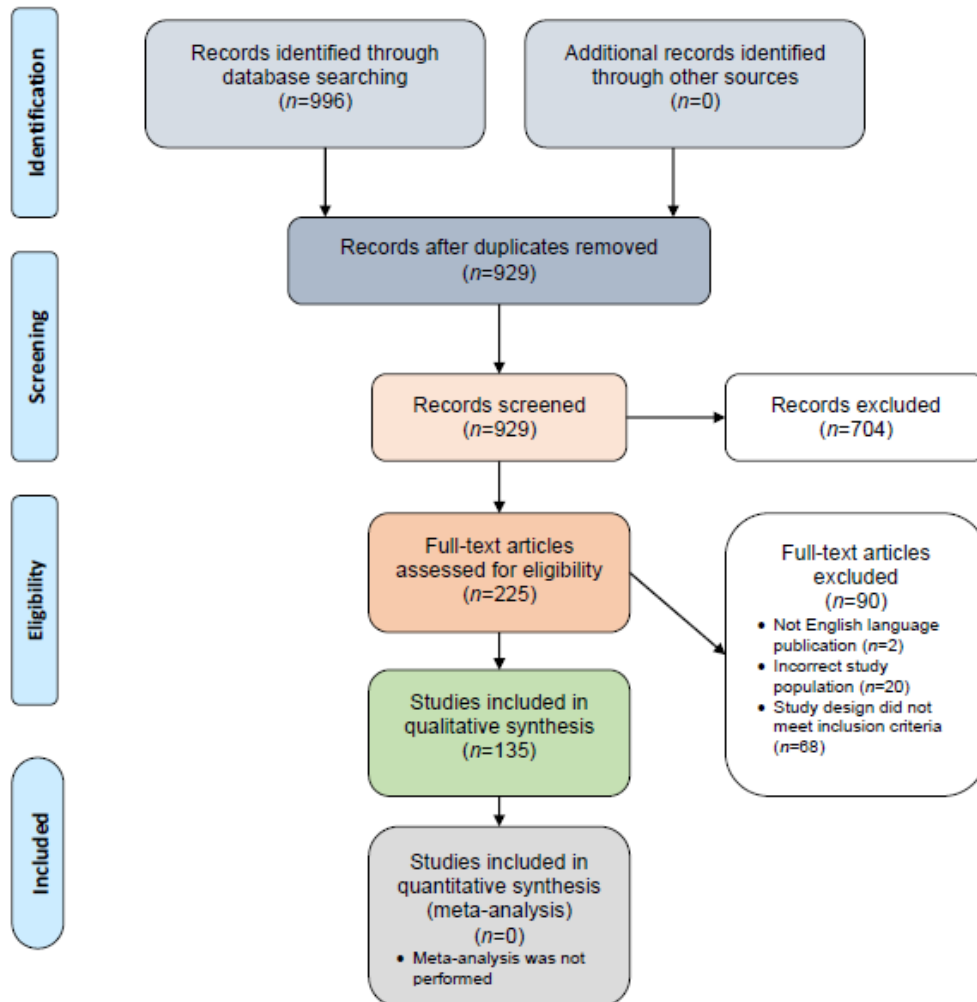 Identification
Records identified through
database searching
(n=996)
Additional records identified
through other sources
(n=0)
Records after duplicates removed
(n=929)
Screening
Records screened
(n=929)
Records excluded
(n=704)
Eligibility
Full-text articles
assessed for eligibility
(n=225)
Full-text articles
excluded
(n=90)
• Not English language
publication (n=2)
• Incorrect study
population (n=20)
• Study design did not
meet inclusion criteria
(n=68)
Studies included in
qualitative synthesis
(n=135)
Included
Studies included in
quantitative synthesis
(meta-analysis)
(n=0)
• Meta-analysis was not
performed